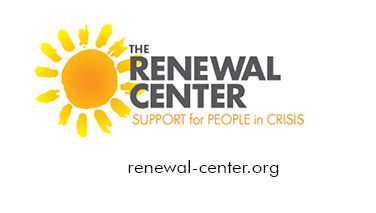 THE
RENEWAL
CENTER
SUPPORT for PEOPLE in CRISIS
renewal-center.org